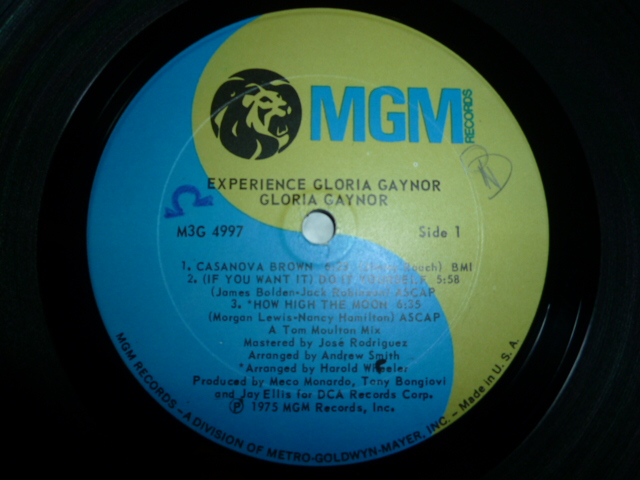 MGM
RECORDS
EXPERIENCE GLORIA GAYNOR
GLORIA GAYNOR
M3G 4997
Side 1
1. CASANOVA BROWN BMI
2. (IF YOU WANT IT) DO IT YOURSELF 5:58
(James Bolden-Jack Robinson) ASCAP
3. *HOW HIGH THE MOON 6:35
(Morgan Lewis-Nancy Hamilton) ASCAP
A Tom Moulton Mix
Mastered by José Rodriguez
Arranged by Andrew Smith
*Arranged by Harold Wheeler
Produced by Meco Monardo, Tony Bongiovi
and Jay Ellis for DCA Records Corp.
℗ 1975 MGM Records, Inc.
MGM RECORDS – A DIVISION OF METRO-GOLDWYN-MAYER, INC. – Made in U.S.A.